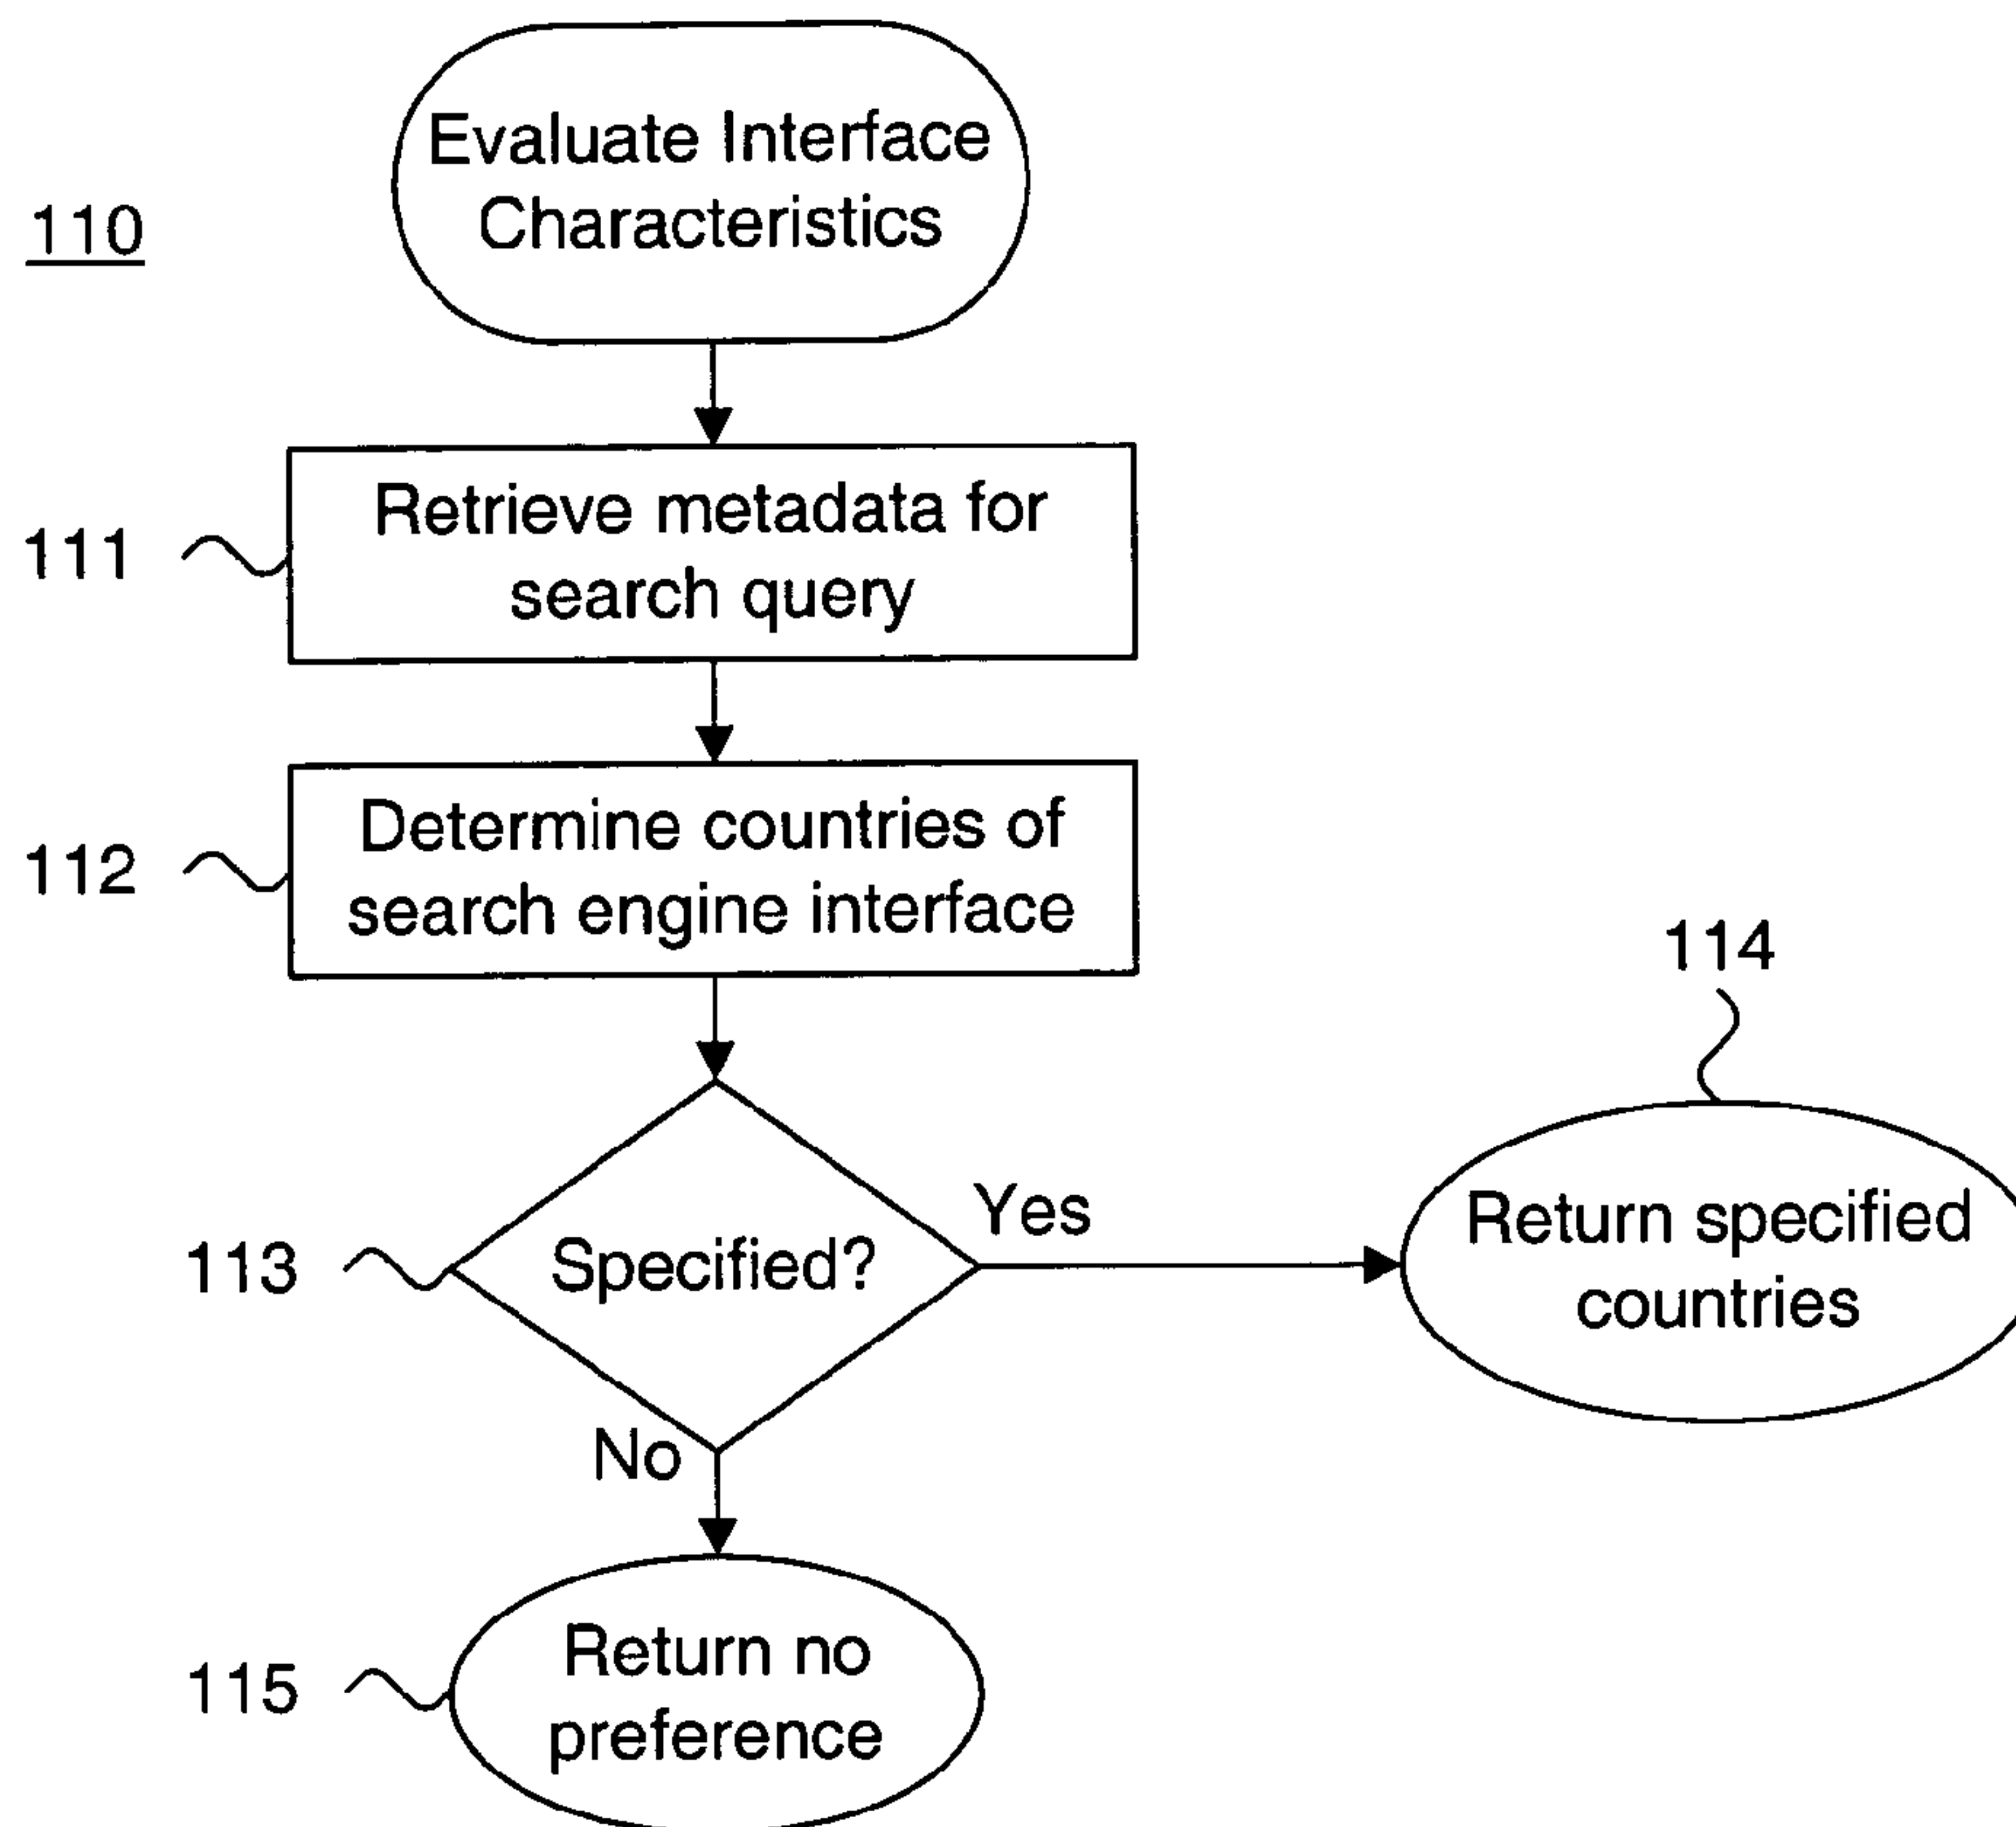 Evaluate Interface
Characteristics
110
Retrieve metadata for
search query
111
Determine countries of
search engine interface
112
114
Specified?
Yes
113
Return specified
countries
No
Return no
preference
115